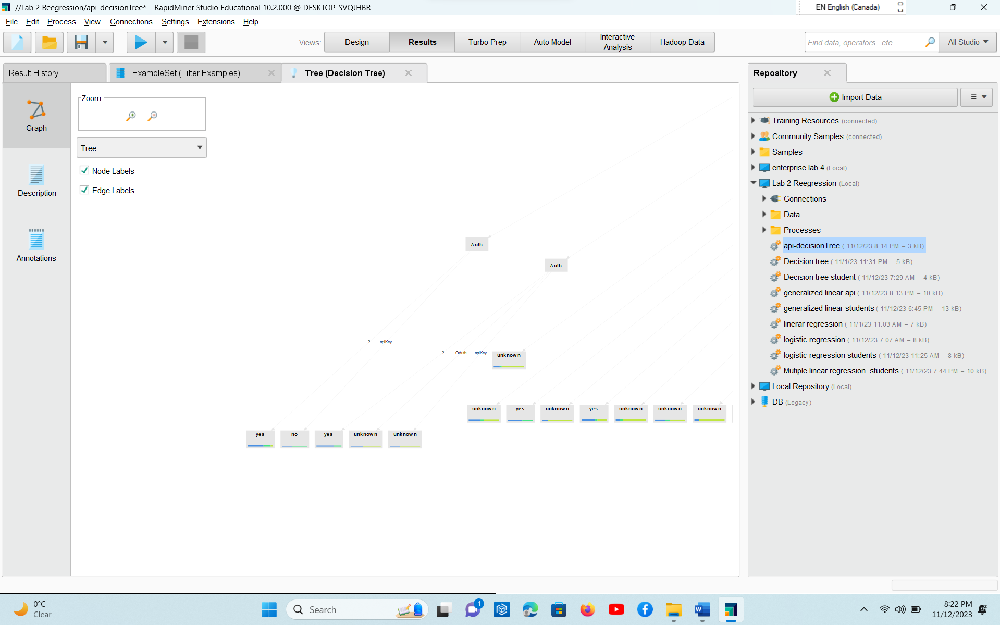 //Lab 2 Reegression/api-decisionTree* – RapidMiner Studio Educational 10.2.000 @ DESKTOP-SVQJHBR
EN English (Canada)
File Edit Process View Connections Settings Extensions Help
Views: Design Results Turbo Prep Auto Model Interactive Analysis Hadoop Data
Find data, operators...etc
All Studio
Result History
ExampleSet (Filter Examples)
Tree (Decision Tree)
Repository
Zoom
Graph
Tree
Node Labels
Edge Labels
Description
Annotations
Auth
Auth
? apiKey
? OAuth apiKey
unknown
unknown yes unknown yes unknown unknown unknown
yes no yes unknown unknown
Import Data
Training Resources (connected)
Community Samples (connected)
Samples
enterprise lab 4 (Local)
Lab 2 Reegression (Local)
Connections
Data
Processes
api-decisionTree ( 11/12/23 8:14 PM – 3 kB)
Decision tree ( 11/1/23 11:31 PM – 5 kB)
Decision tree student ( 11/12/23 7:29 AM – 4 kB)
generalized linear api ( 11/12/23 8:13 PM – 10 kB)
generalized linear students ( 11/12/23 6:45 PM – 13 kB)
linerar regression ( 11/1/23 11:03 AM – 7 kB)
logistic regression ( 11/12/23 7:07 AM – 8 kB)
logistic regression students ( 11/12/23 11:25 AM – 8 kB)
Mutiple linear regression students ( 11/12/23 7:44 PM – 10 kB)
Local Repository (Local)
DB (Legacy)
0°C
Clear
Search
1
8:22 PM
11/12/2023